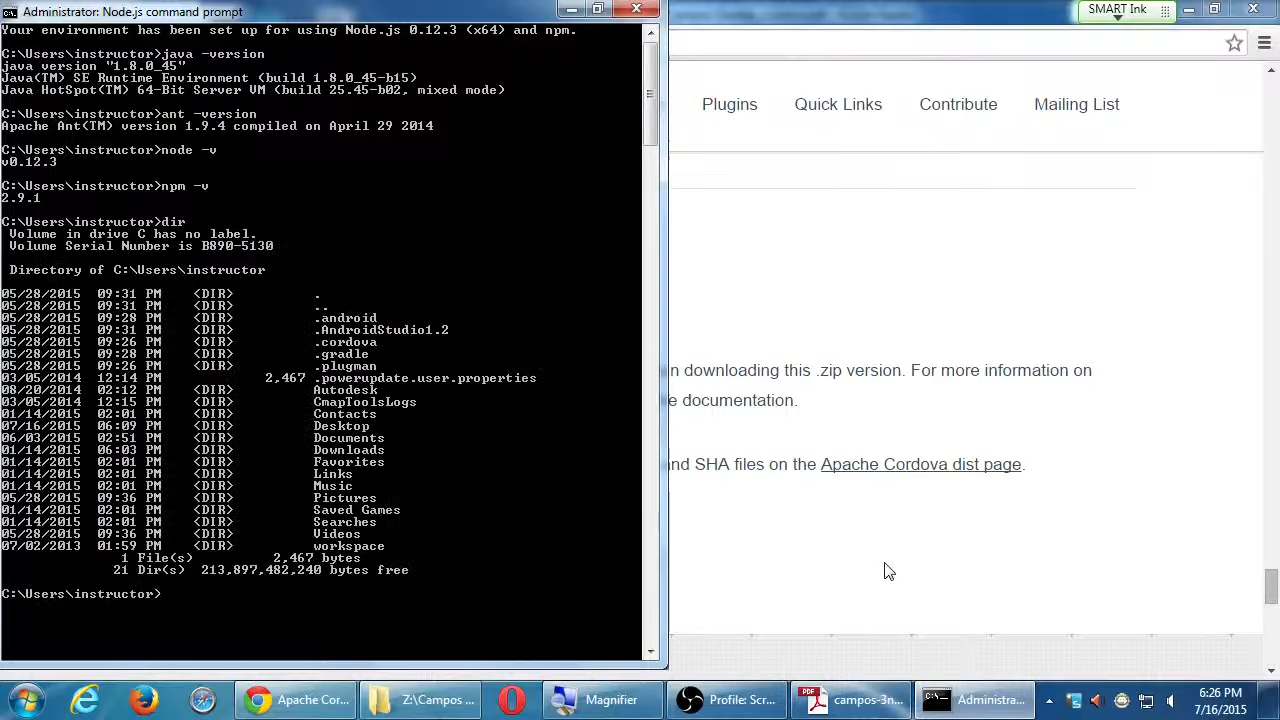 Administrator: Node.js command prompt
SMART Ink
Your environment has been set up for using Node.js 0.12.3 (x64) and npm.
C:\Users\instructor>java -version
java version "1.8.0_45"
Java(TM) SE Runtime Environment (build 1.8.0_45-b15)
Java HotSpot(TM) 64-Bit Server VM (build 25.45-b02, mixed mode)
C:\Users\instructor>ant -version
Apache Ant(TM) version 1.9.4 compiled on April 29 2014
C:\Users\instructor>node -v
v0.12.3
C:\Users\instructor>npm -v
2.9.1
C:\Users\instructor>dir
Volume in drive C has no label.
Volume Serial Number is B890-5130
Directory of C:\Users\instructor
05/28/2015 09:31 PM <DIR> .
05/28/2015 09:31 PM <DIR> ..
05/28/2015 09:28 PM <DIR> .android
05/28/2015 09:31 PM <DIR> .AndroidStudio1.2
05/28/2015 09:26 PM <DIR> .cordova
05/28/2015 09:28 PM <DIR> .gradle
05/28/2015 09:26 PM <DIR> .plugman
03/05/2014 12:14 PM 2,467 .powerupdate.user.properties
08/20/2014 02:12 PM <DIR> Autodesk
03/05/2014 12:15 PM <DIR> CmapToolsLogs
01/14/2015 02:01 PM <DIR> Contacts
07/16/2015 06:09 PM <DIR> Desktop
06/03/2015 02:51 PM <DIR> Documents
01/14/2015 06:03 PM <DIR> Downloads
01/14/2015 02:01 PM <DIR> Favorites
01/14/2015 02:01 PM <DIR> Links
01/14/2015 02:01 PM <DIR> Music
05/28/2015 09:36 PM <DIR> Pictures
01/14/2015 02:01 PM <DIR> Saved Games
01/14/2015 02:01 PM <DIR> Searches
05/28/2015 09:36 PM <DIR> Videos
07/02/2013 01:59 PM <DIR> workspace
1 File(s) 2,467 bytes
21 Dir(s) 213,897,482,240 bytes free
C:\Users\instructor>
Plugins Quick Links Contribute Mailing List
n downloading this .zip version. For more information on
e documentation.
and SHA files on the Apache Cordova dist page.
Apache Cor... Z:\Campos ... Magnifier Profile: Scr... PDF campos-3n... Administra...
6:26 PM
7/16/2015